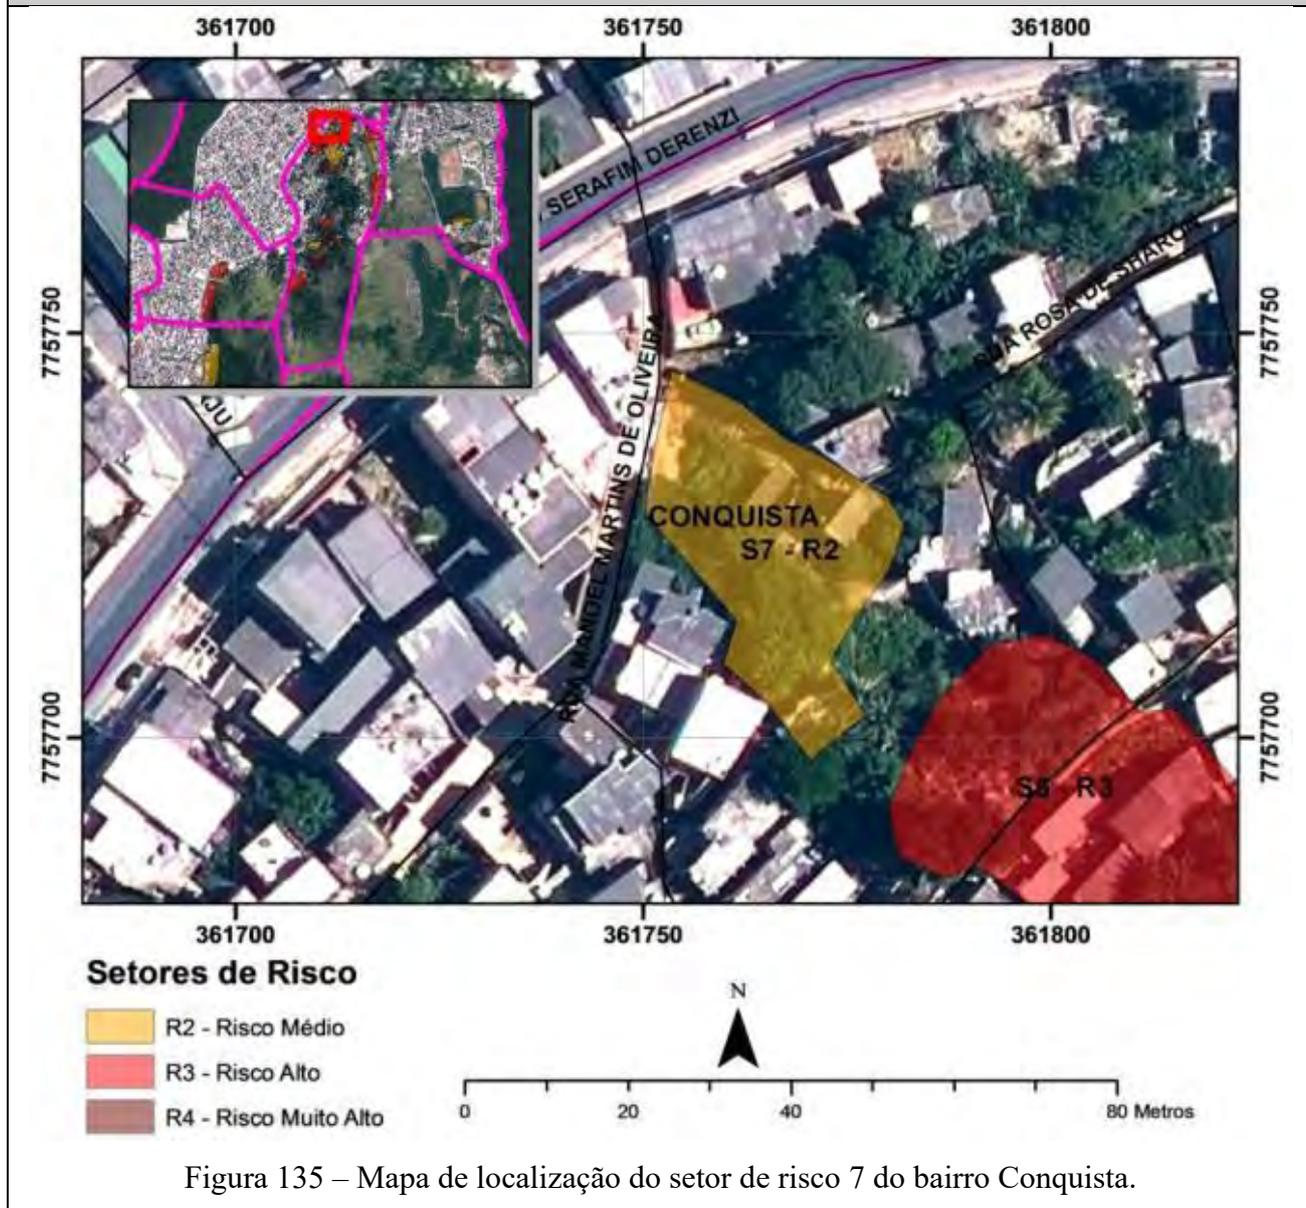 361700 361750 361800
SERAFIM DERENZI
RUA ROSA DE SHARON
7757750 7757750
RUA MANOEL MARTINS DE OLIVEIRA
CONQUISTA
S7 - R2
7757700 7757700
R3
361700 361750 361800
Setores de Risco
R2 - Risco Médio
R3 - Risco Alto
R4 - Risco Muito Alto
N
0 20 40 80 Metros
Figura 135 – Mapa de localização do setor de risco 7 do bairro Conquista.